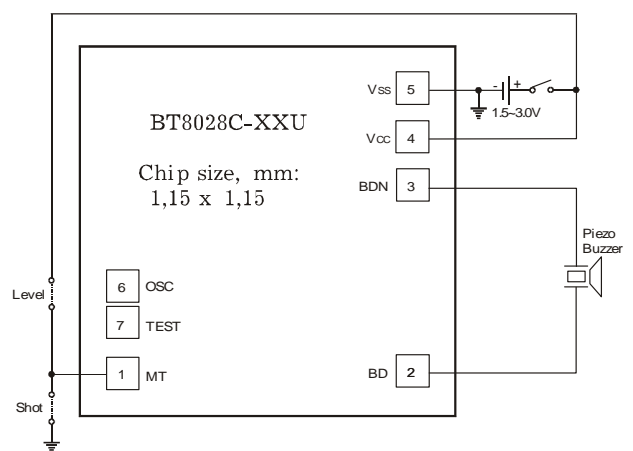 BT8028C-XXU
Chip size, mm:
1,15 x 1,15
Vss 5
- +
1.5~3.0V
Vcc 4
BDN 3
Piezo
Buzzer
6 OSC
Level
7 TEST
1 MT
BD 2
Shot